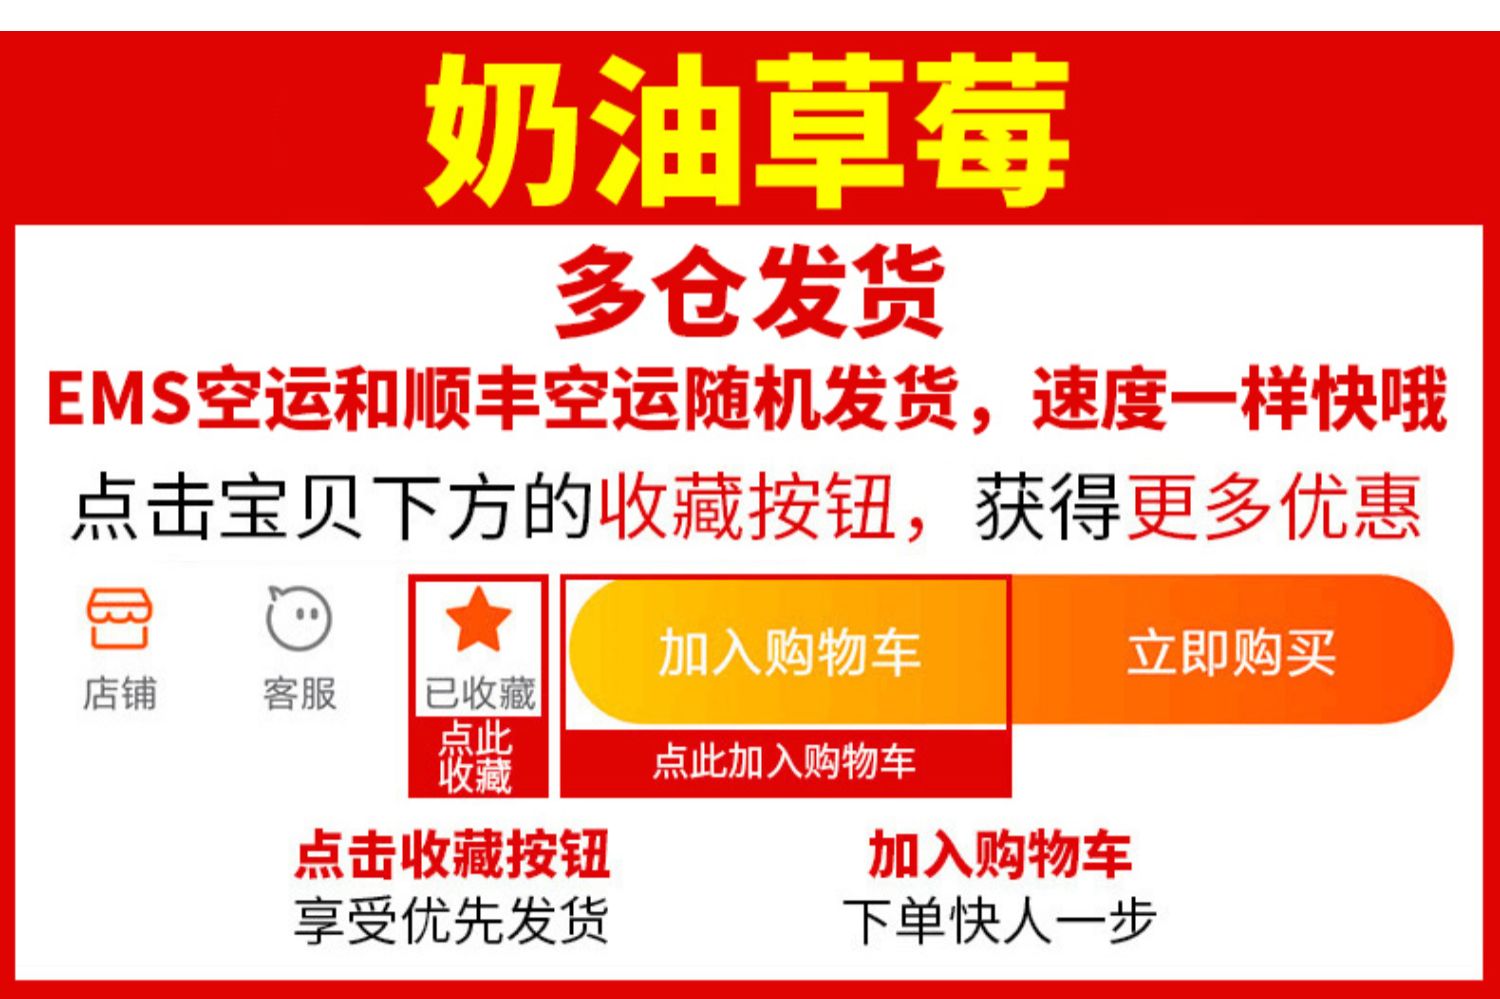 奶油草莓
多仓发货
EMS空运和顺丰空运随机发货，速度一样快哦
点击宝贝下方的收藏按钮，获得更多优惠
店铺
客服
已收藏
加入购物车
立即购买
点此
收藏
点此加入购物车
点击收藏按钮
享受优先发货
加入购物车
下单快人一步